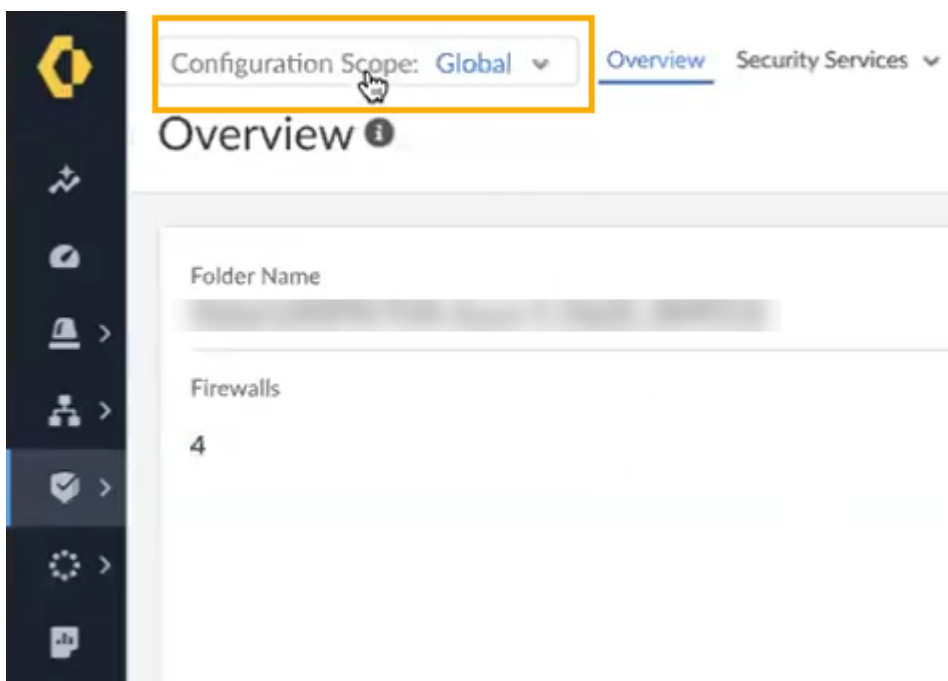 Configuration Scope: Global
Overview
Security Services
Overview
Folder Name
Firewalls
4